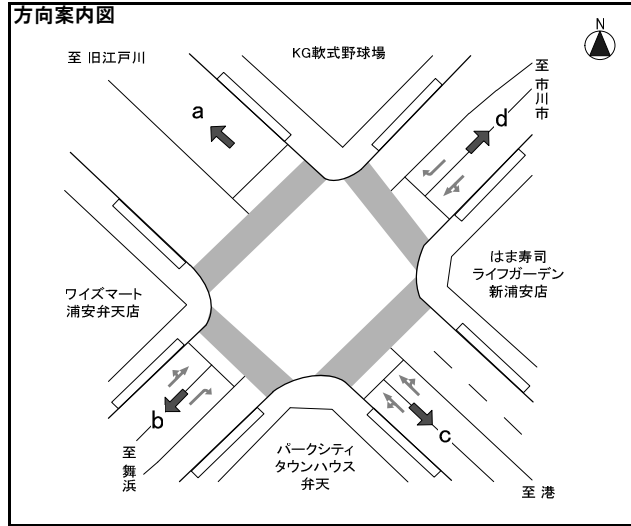 方向案内図
N
至 旧江戸川
KG軟式野球場
至市川市
a
d
はま寿司
ライフガーデン
新浦安店
ワイズマート
浦安弁天店
b
c
至舞浜
パークシティ
タウンハウス
弁天
至 港